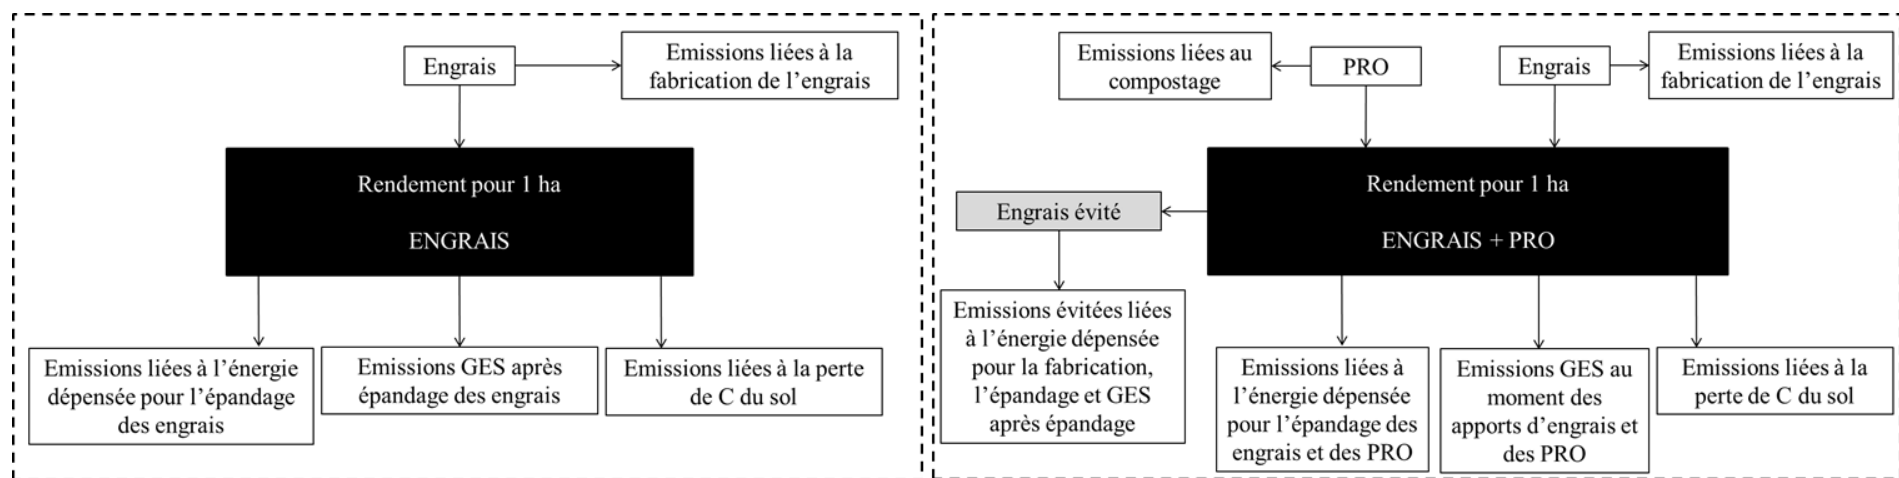 Engrais
Emissions liées à la
fabrication de l’engrais
Rendement pour 1 ha
ENGRAIS
Emissions liées à l’énergie
dépensée pour l’épandage
des engrais
Emissions GES après
épandage des engrais
Emissions liées à la perte
de C du sol
Emissions liées au
compostage
PRO
Engrais
Emissions liées à la
fabrication de l’engrais
Rendement pour 1 ha
ENGRAIS + PRO
Engrais évité
Emissions évitées liées
à l’énergie dépensée
pour la fabrication,
l’épandage et GES
après épandage
Emissions liées à
l’énergie dépensée
pour l’épandage des
engrais et des PRO
Emissions GES au
moment des
apports d’engrais et
des PRO
Emissions liées à la
perte de C du sol